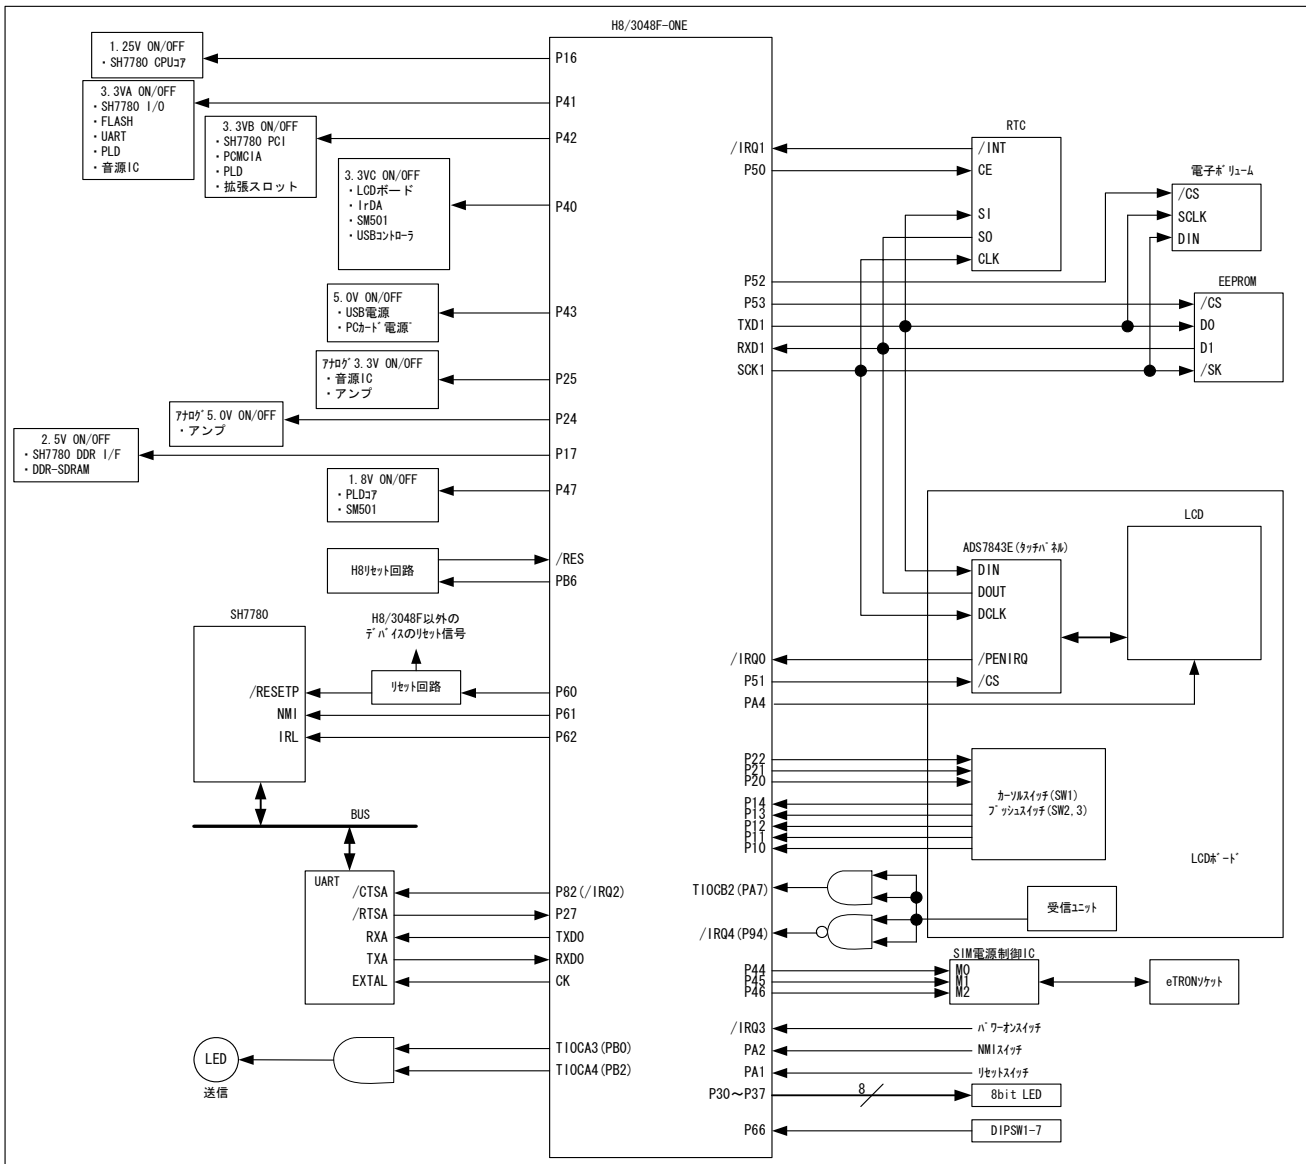 H8/3048F-ONE
1.25V ON/OFF
・SH7780 CPUｺｱ
P16
3.3VA ON/OFF
・SH7780 I/O
・FLASH
・UART
・PLD
・音源IC
P41
3.3VB ON/OFF
・SH7780 PCI
・PCMCIA
・PLD
・拡張スロット
P42
3.3VC ON/OFF
・LCDボード
・IrDA
・SM501
・USBｺﾝﾄﾛｰﾗ
P40
5.0V ON/OFF
・USB電源
・PCｶｰﾄﾞ電源
P43
ｱﾅﾛｸﾞ3.3V ON/OFF
・音源IC
・アンプ
P25
ｱﾅﾛｸﾞ5.0V ON/OFF
・アンプ
P24
2.5V ON/OFF
・SH7780 DDR I/F
・DDR-SDRAM
P17
1.8V ON/OFF
・PLDｺｱ
・SM501
P47
H8ﾘｾｯﾄ回路
/RES
PB6
SH7780
H8/3048F以外の
ﾃﾞﾊﾞｲｽのﾘｾｯﾄ信号
/RESETP
ﾘｾｯﾄ回路
P60
NMI
P61
IRL
P62
BUS
UART
/CTSA
P82(/IRQ2)
/RTSA
P27
RXA
TXD0
TXA
RXD0
EXTAL
CK
LED
送信
TIOCA3(PB0)
TIOCA4(PB2)
RTC
/IRQ1
/INT
P50
CE
SI
SO
CLK
電子ﾎﾞﾘｭｰﾑ
/CS
SCLK
DIN
P52
EEPROM
P53
/CS
TXD1
DO
RXD1
D1
SCK1
/SK
LCD
ADS7843E(ﾀｯﾁﾊﾟﾈﾙ)
DIN
DOUT
DCLK
/IRQ0
/PENIRQ
P51
/CS
PA4
P22
P21
P20
P14
P13
P12
P11
P10
ｶｰｿﾙｽｲｯﾁ(SW1)
ﾌﾟｯｼｭｽｲｯﾁ(SW2,3)
LCDﾎﾞｰﾄﾞ
TIOCB2(PA7)
/IRQ4(P94)
受信ﾕﾆｯﾄ
SIM電源制御IC
P44
M0
P45
M1
P46
M2
eTRONｿｹｯﾄ
/IRQ3
ﾊﾟﾜｰオﾝｽｲｯﾁ
PA2
NMIｽｲｯﾁ
PA1
ﾘｾｯﾄｽｲｯﾁ
P30～P37
8
8bit LED
P66
DIPSW1-7